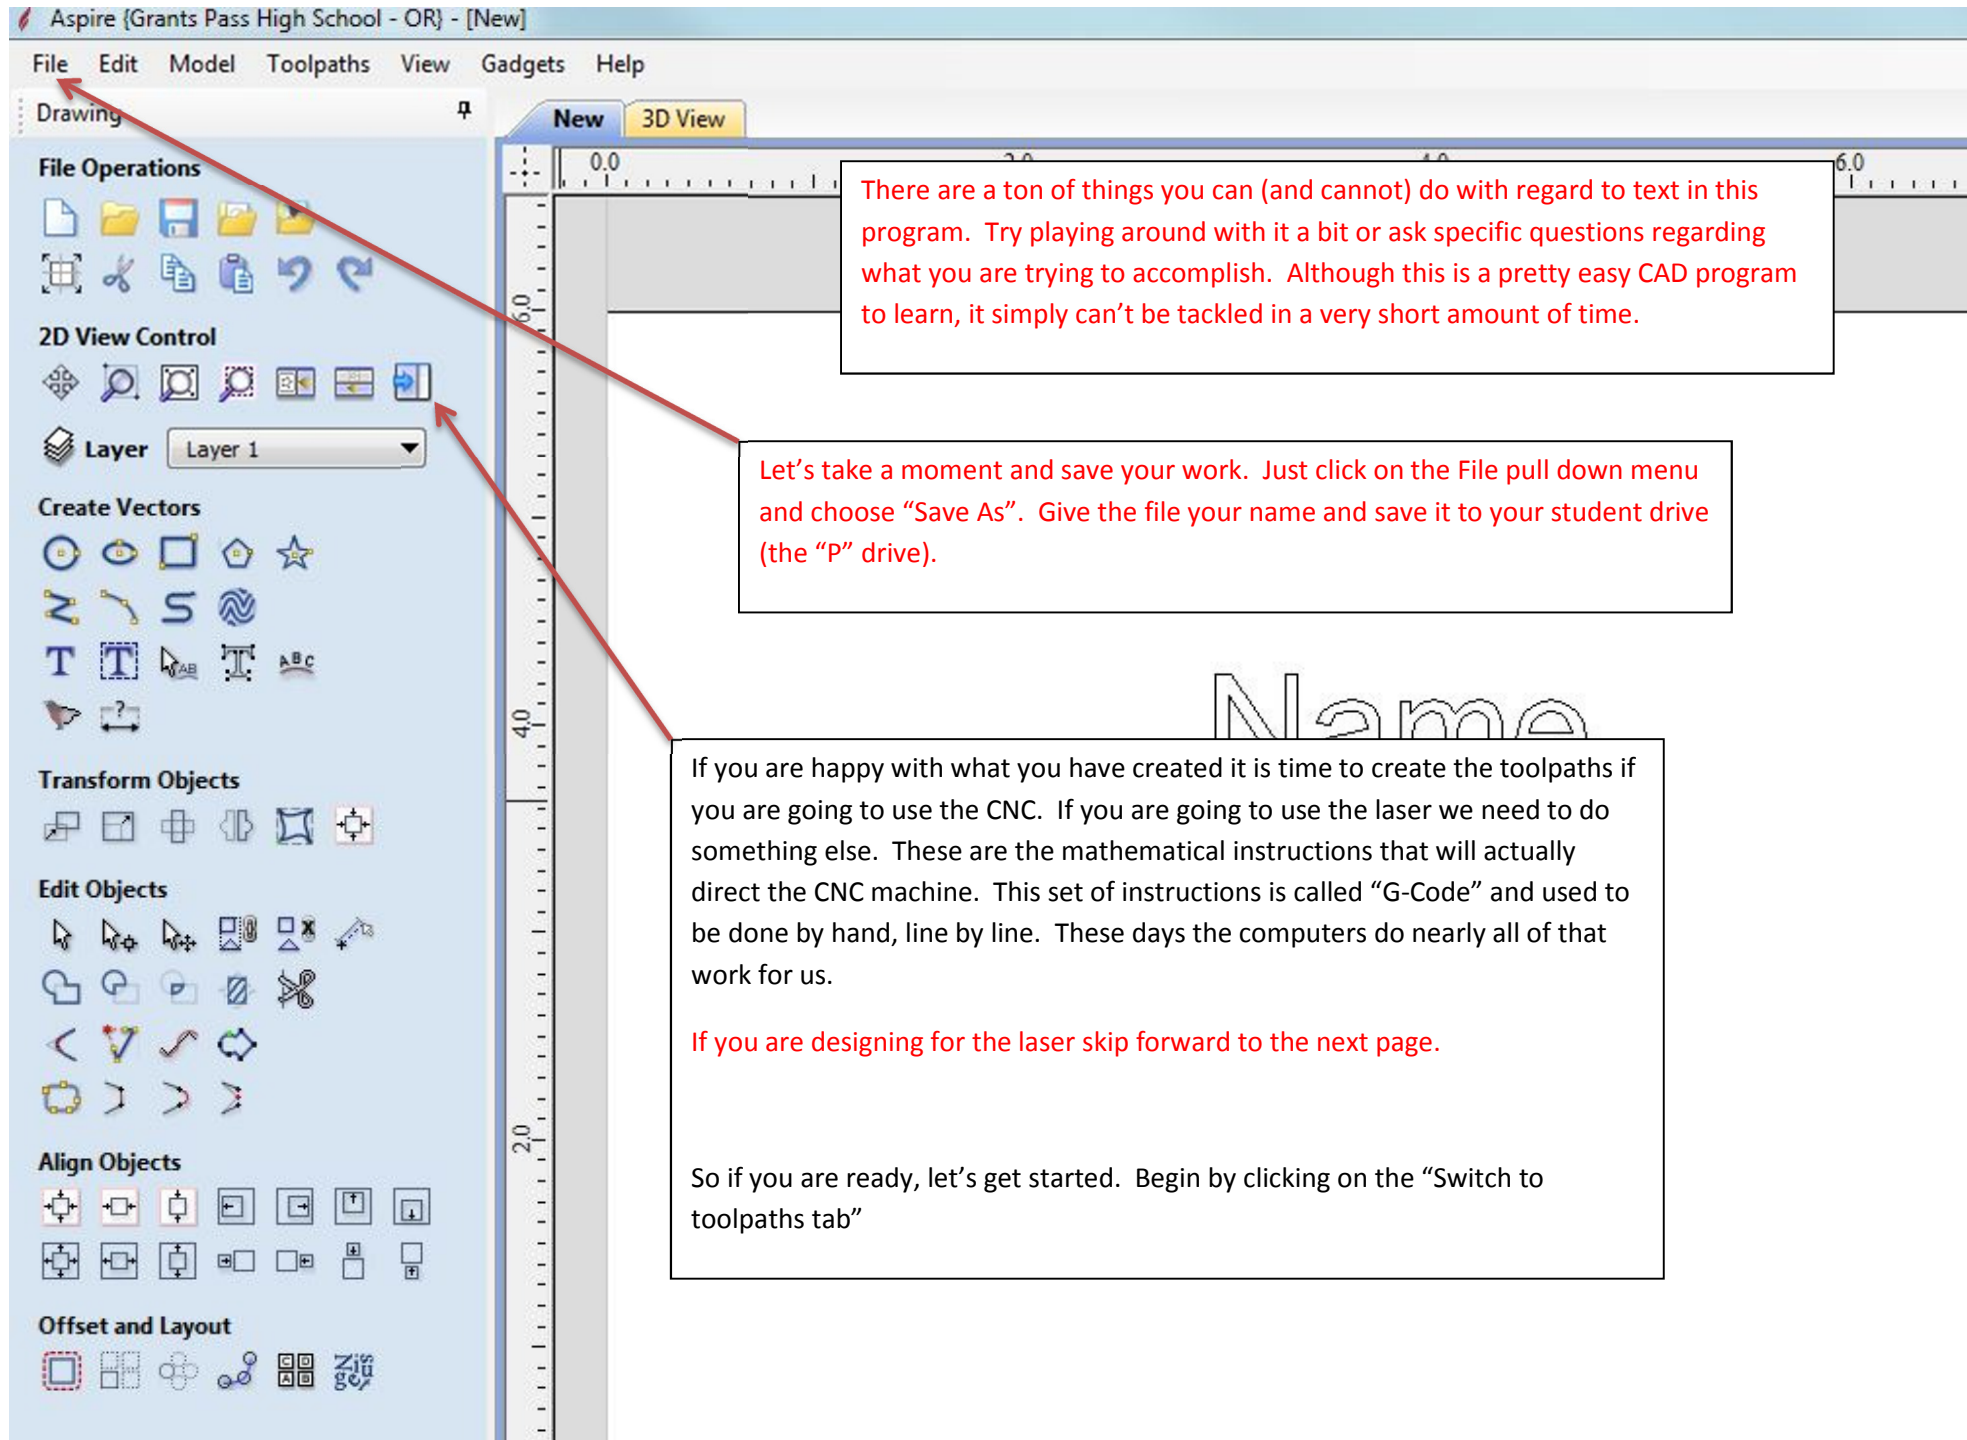 Aspire {Grants Pass High School - OR} - [New]
File Edit Model Toolpaths View Gadgets Help
Drawing
New 3D View
File Operations
0.0 6.0
There are a ton of things you can (and cannot) do with regard to text in this
program. Try playing around with it a bit or ask specific questions regarding
what you are trying to accomplish. Although this is a pretty easy CAD program
to learn, it simply can’t be tackled in a very short amount of time.
6.0
2D View Control
Layer Layer 1
Let’s take a moment and save your work. Just click on the File pull down menu
and choose “Save As”. Give the file your name and save it to your student drive
(the “P” drive).
Create Vectors
Name
4.0
If you are happy with what you have created it is time to create the toolpaths if
you are going to use the CNC. If you are going to use the laser we need to do
something else. These are the mathematical instructions that will actually
direct the CNC machine. This set of instructions is called “G-Code” and used to
be done by hand, line by line. These days the computers do nearly all of that
work for us.
If you are designing for the laser skip forward to the next page.
So if you are ready, let’s get started. Begin by clicking on the “Switch to
toolpaths tab”
Transform Objects
Edit Objects
2.0
Align Objects
Offset and Layout